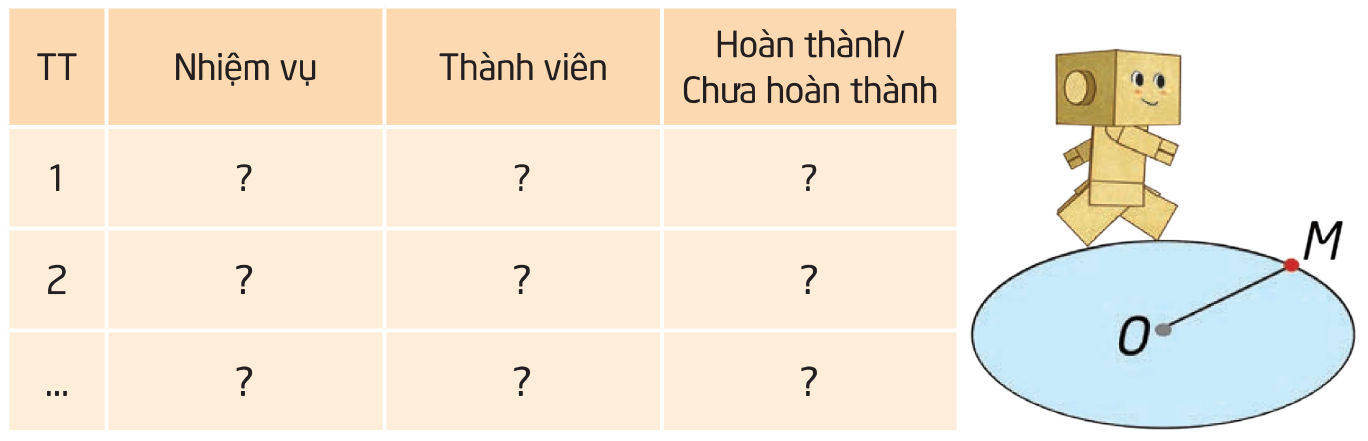 TT
Nhiệm vụ
Thành viên
Hoàn thành/
Chưa hoàn thành
1
?
?
?
2
?
?
?
...
?
?
?
M
O